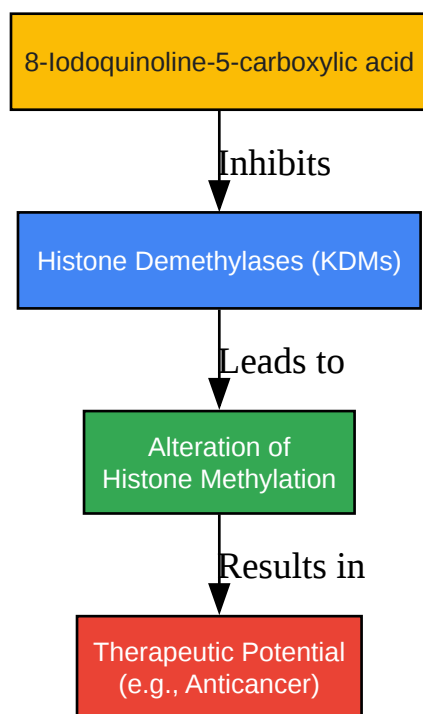 8-Iodoquinoline-5-carboxylic acid
Inhibits
Histone Demethylases (KDMs)
Leads to
Alteration of
Histone Methylation
Results in
Therapeutic Potential
(e.g., Anticancer)